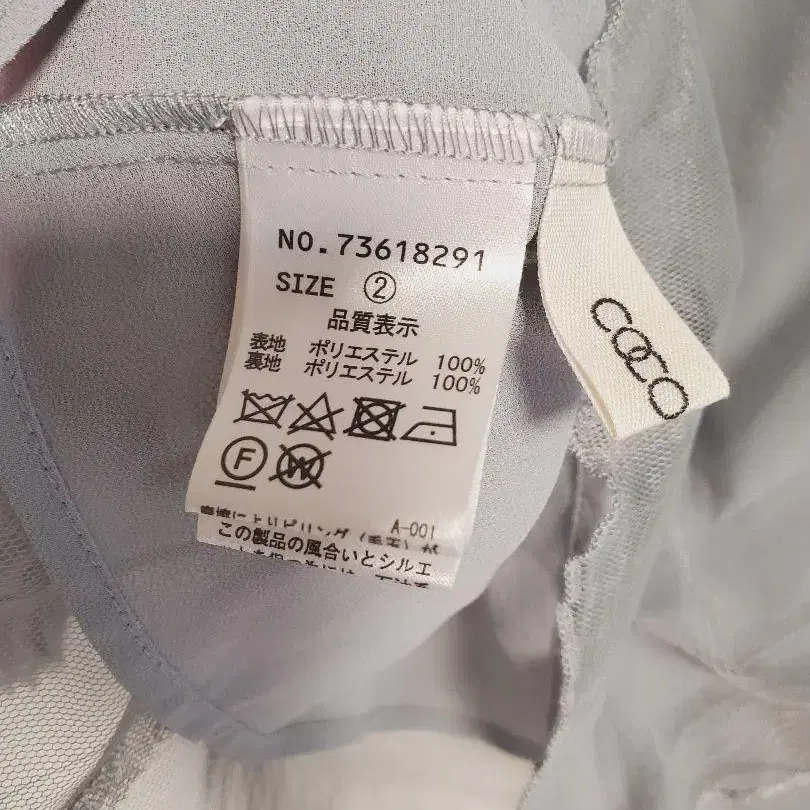 NO.73618291
SIZE ②
品質表示
表地 ポリエステル 100%
裏地 ポリエステル 100%
F
W
A-001
この製品の風合いとシルエ
COCO